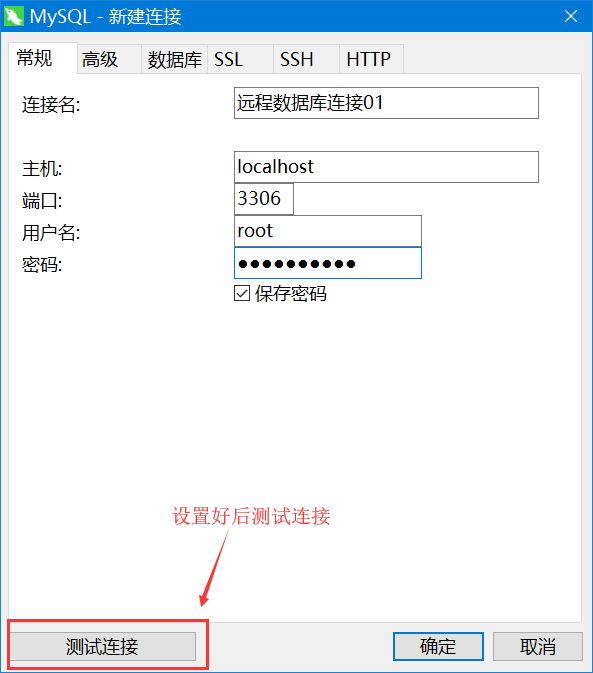 MySQL - 新建连接
常规 高级 数据库 SSL SSH HTTP
连接名: 远程数据库连接01
主机: localhost
端口: 3306
用户名: root
密码: ●●●●●●●●●●
保存密码
设置好后测试连接
测试连接 确定 取消